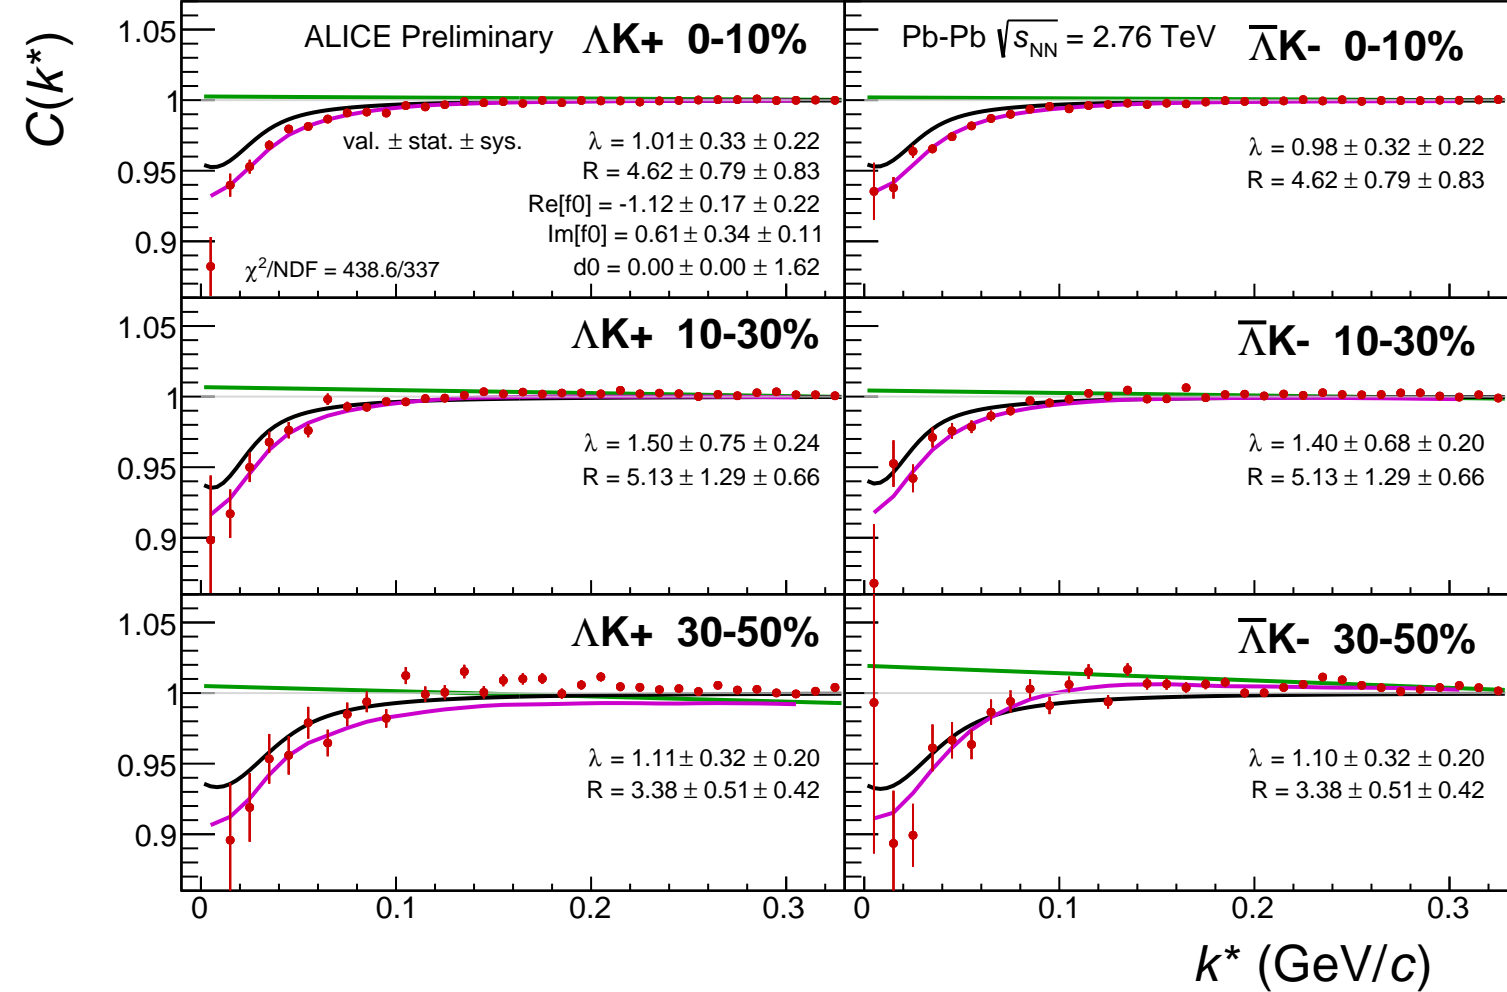 C(k*)
ALICE Preliminary ΛK+ 0-10%
1.05
1
0.95
0.9
val. ± stat. ± sys.
λ = 1.01± 0.33 ± 0.22
R = 4.62 ± 0.79 ± 0.83
Re[f0] = -1.12 ± 0.17 ± 0.22
Im[f0] = 0.61± 0.34 ± 0.11
d0 = 0.00 ± 0.00 ± 1.62
χ²/NDF = 438.6/337
Pb-Pb √s_NN = 2.76 TeV Λ̅K- 0-10%
λ = 0.98 ± 0.32 ± 0.22
R = 4.62 ± 0.79 ± 0.83
ΛK+ 10-30%
1.05
1
0.95
0.9
λ = 1.50 ± 0.75 ± 0.24
R = 5.13 ± 1.29 ± 0.66
Λ̅K- 10-30%
λ = 1.40 ± 0.68 ± 0.20
R = 5.13 ± 1.29 ± 0.66
ΛK+ 30-50%
1.05
1
0.95
0.9
λ = 1.11± 0.32 ± 0.20
R = 3.38 ± 0.51 ± 0.42
Λ̅K- 30-50%
λ = 1.10 ± 0.32 ± 0.20
R = 3.38 ± 0.51 ± 0.42
0 0.1 0.2 0.3
0 0.1 0.2 0.3
k* (GeV/c)